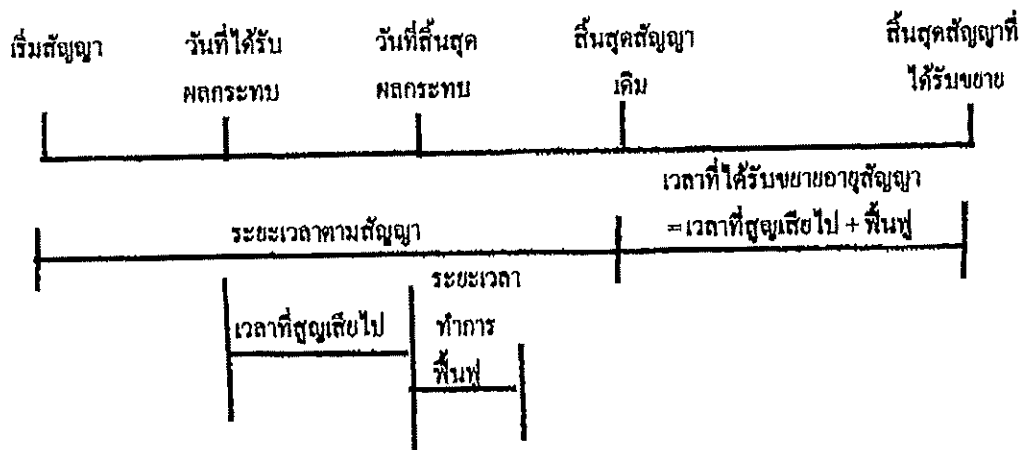 เริ่มสัญญา
วันที่ได้รับ
ผลกระทบ
วันที่สิ้นสุด
ผลกระทบ
สิ้นสุดสัญญา
เดิม
สิ้นสุดสัญญาที่
ได้รับขยาย
เวลาที่ได้รับขยายอายุสัญญา
=เวลาที่สูญเสียไป + ฟื้นฟู
ระยะเวลาตามสัญญา
เวลาที่สูญเสียไป
ระยะเวลา
ทำการ
ฟื้นฟู